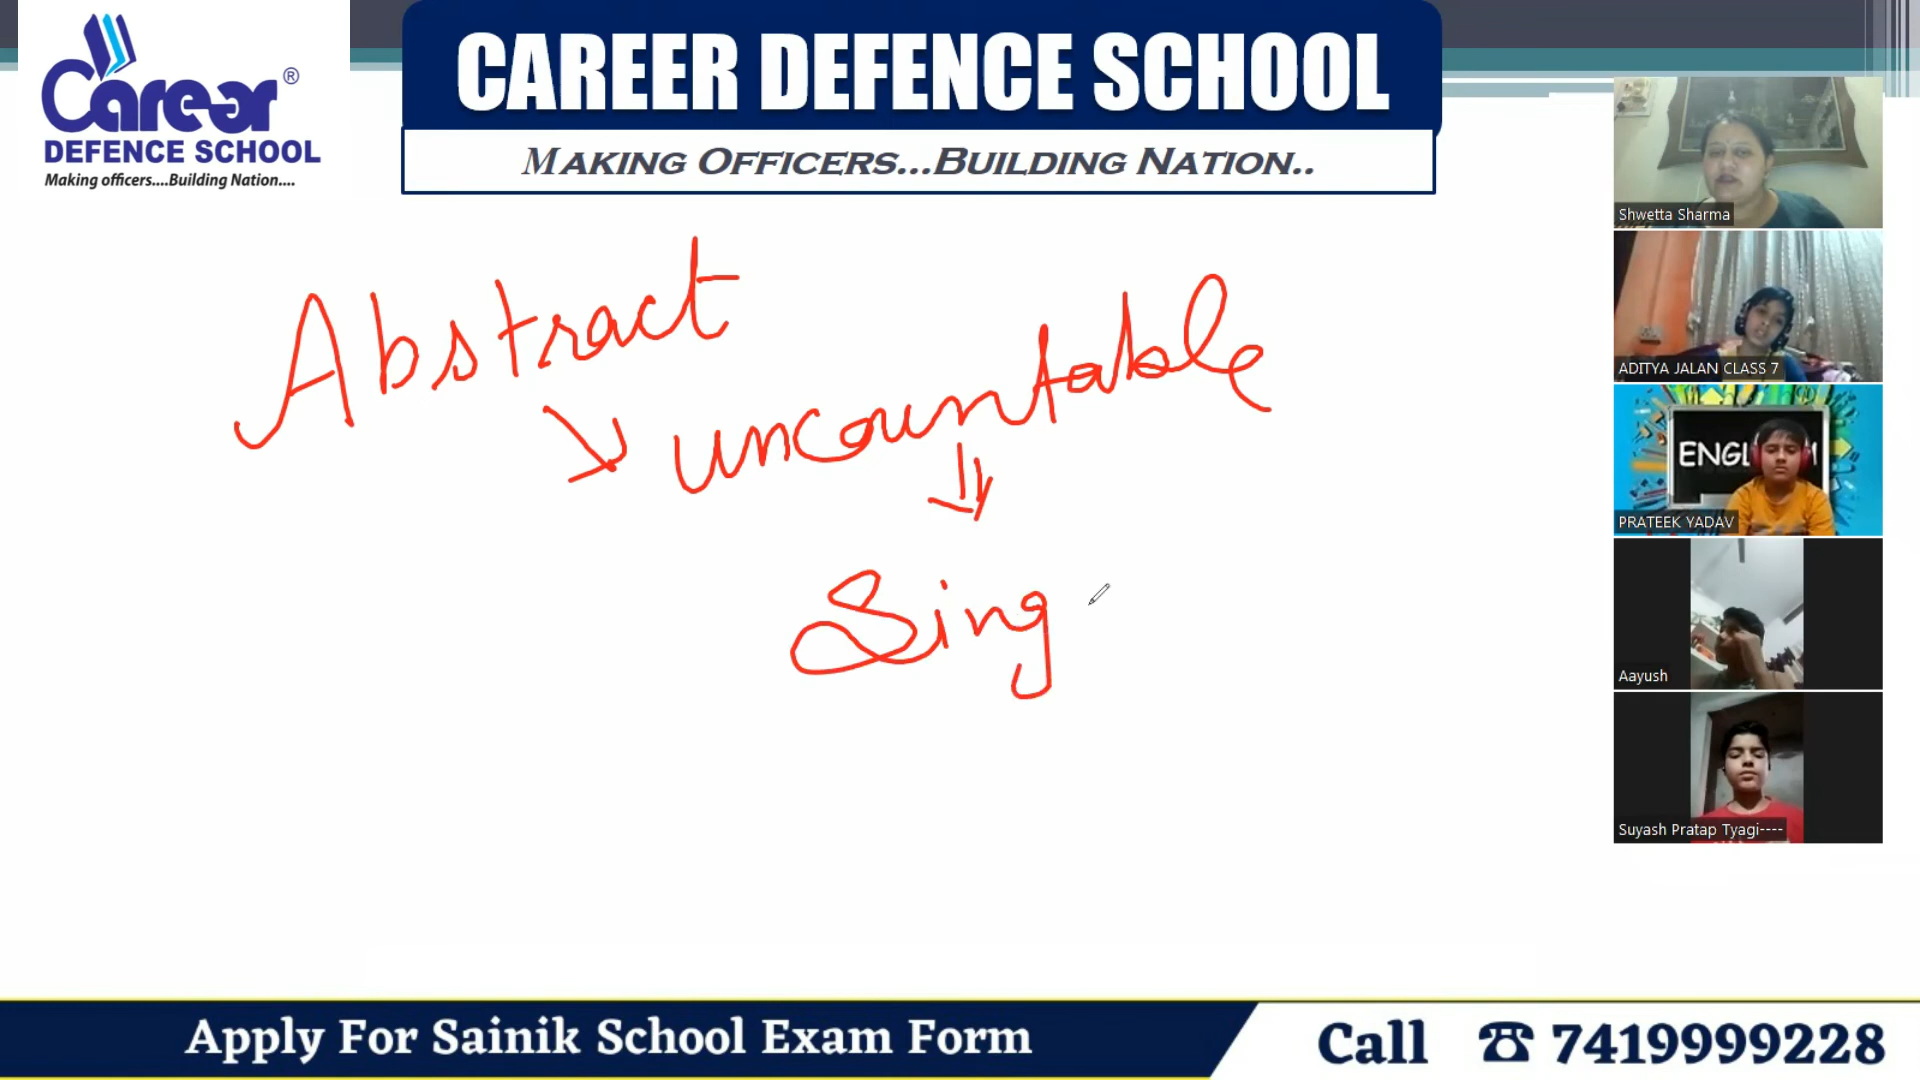 Career ®
DEFENCE SCHOOL
Making officers....Building Nation....
CAREER DEFENCE SCHOOL
MAKING OFFICERS...BUILDING NATION..
Abstract
uncountable
Sing
Shwetta Sharma
ADITYA JALAN CLASS 7
ENGL
PRATEEK YADAV
Aayush
Suyash Pratap Tyagi----
Apply For Sainik School Exam Form
Call ☎ 7419999228